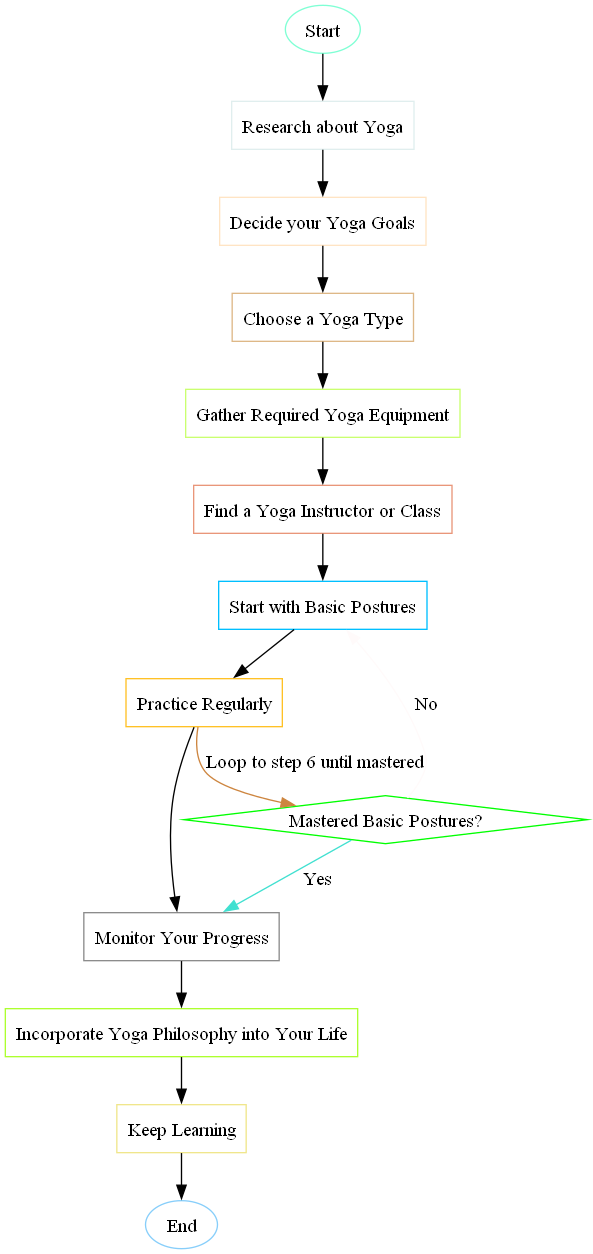 Start
Research about Yoga
Decide your Yoga Goals
Choose a Yoga Type
Gather Required Yoga Equipment
Find a Yoga Instructor or Class
Start with Basic Postures
Practice Regularly
No
Loop to step 6 until mastered
Mastered Basic Postures?
Yes
Monitor Your Progress
Incorporate Yoga Philosophy into Your Life
Keep Learning
End